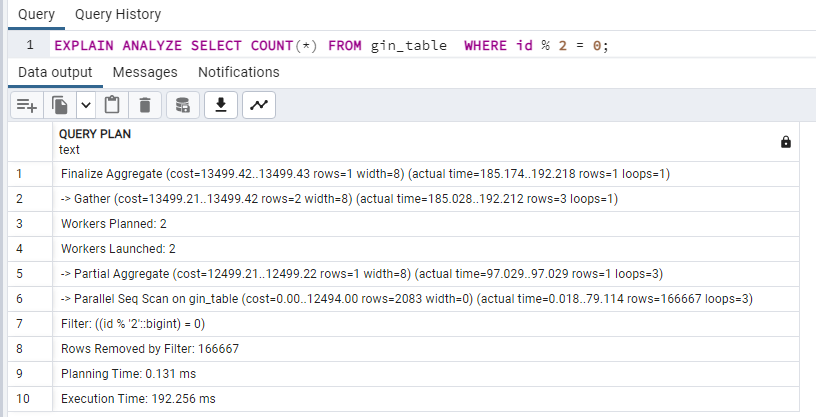 Query Query History
1 EXPLAIN ANALYZE SELECT COUNT(*) FROM gin_table  WHERE id % 2 = 0;
Data output Messages Notifications
QUERY PLAN
text
1 Finalize Aggregate (cost=13499.42..13499.43 rows=1 width=8) (actual time=185.174..192.218 rows=1 loops=1)
2 -> Gather (cost=13499.21..13499.42 rows=2 width=8) (actual time=185.028..192.212 rows=3 loops=1)
3 Workers Planned: 2
4 Workers Launched: 2
5 -> Partial Aggregate (cost=12499.21..12499.22 rows=1 width=8) (actual time=97.029..97.029 rows=1 loops=3)
6 -> Parallel Seq Scan on gin_table (cost=0.00..12494.00 rows=2083 width=0) (actual time=0.018..79.114 rows=166667 loops=3)
7 Filter: ((id % '2'::bigint) = 0)
8 Rows Removed by Filter: 166667
9 Planning Time: 0.131 ms
10 Execution Time: 192.256 ms